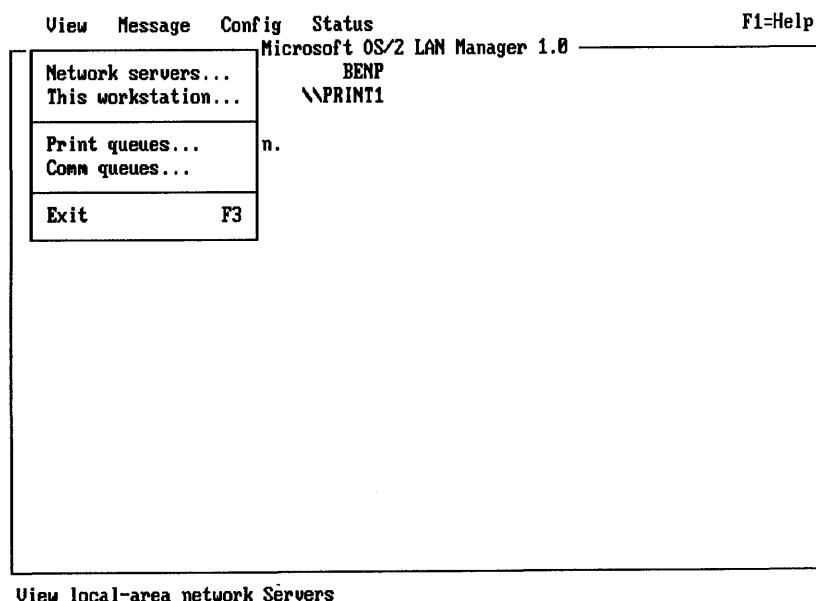 View Message Config Status F1=Help
Microsoft OS/2 LAN Manager 1.0
Network servers... BENP
This workstation... \\PRINT1
Print queues... n.
Comm queues...
Exit F3
View local-area network Servers